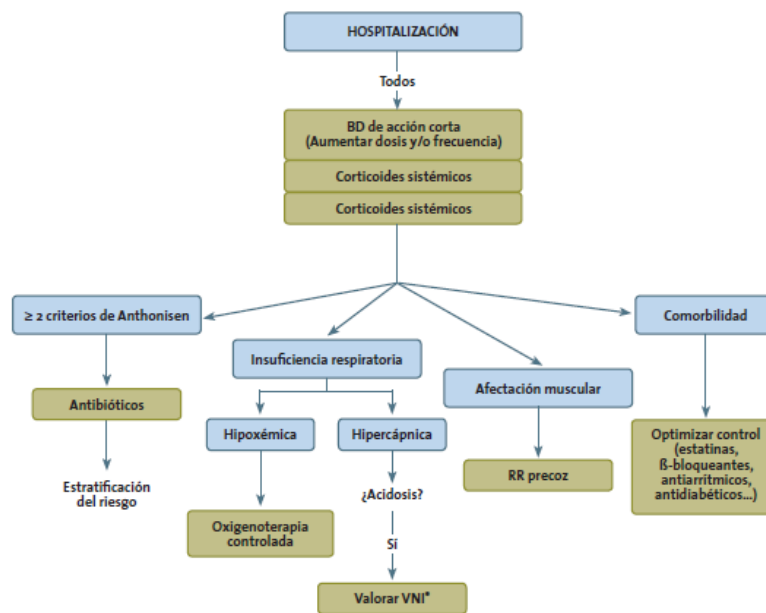 HOSPITALIZACIÓN
Todos
BD de acción corta
(Aumentar dosis y/o frecuencia)
Corticoides sistémicos
Corticoides sistémicos
≥ 2 criterios de Anthonisen
Antibióticos
Estratificación
del riesgo
Insuficiencia respiratoria
Hipoxémica
Oxigenoterapia
controlada
Hipercápnica
¿Acidosis?
Sí
Valorar VNI*
Afectación muscular
RR precoz
Comorbilidad
Optimizar control
(estatinas,
ß-bloqueantes,
antiarrítmicos,
antidiabéticos...)